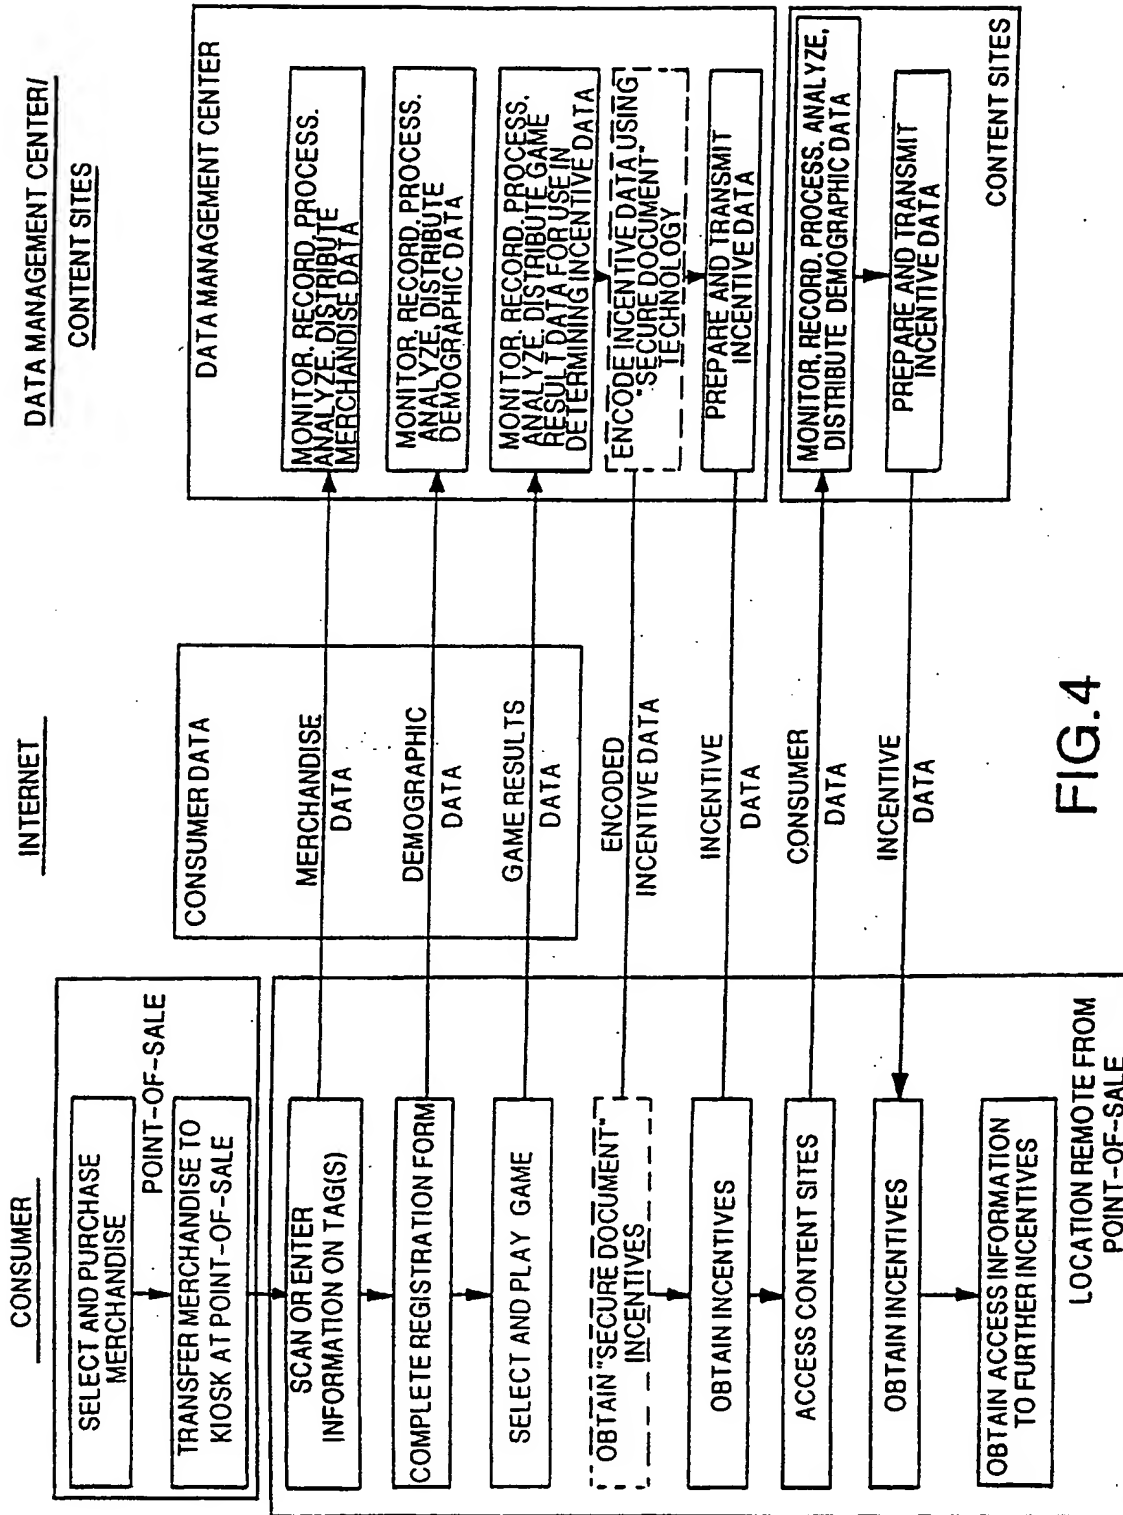 CONSUMER
INTERNET
DATA MANAGEMENT CENTER/
CONTENT SITES
SELECT AND PURCHASE
MERCHANDISE
POINT-OF-SALE
TRANSFER MERCHANDISE TO
KIOSK AT POINT-OF-SALE
SCAN OR ENTER
INFORMATION ON TAG(S)
COMPLETE REGISTRATION FORM
SELECT AND PLAY GAME
OBTAIN "SECURE DOCUMENT"
INCENTIVES
OBTAIN INCENTIVES
ACCESS CONTENT SITES
OBTAIN INCENTIVES
OBTAIN ACCESS INFORMATION
TO FURTHER INCENTIVES
LOCATION REMOTE FROM
POINT-OF-SALE
CONSUMER DATA
MERCHANDISE
DATA
DEMOGRAPHIC
DATA
GAME RESULTS
DATA
ENCODED
INCENTIVE DATA
INCENTIVE
DATA
CONSUMER
DATA
INCENTIVE
DATA
DATA MANAGEMENT CENTER
MONITOR, RECORD, PROCESS,
ANALYZE, DISTRIBUTE
MERCHANDISE DATA
MONITOR, RECORD, PROCESS,
ANALYZE, DISTRIBUTE
DEMOGRAPHIC DATA
MONITOR, RECORD, PROCESS,
ANALYZE, DISTRIBUTE GAME
RESULT DATA FOR USE IN
DETERMINING INCENTIVE DATA
ENCODE INCENTIVE DATA USING
"SECURE DOCUMENT"
TECHNOLOGY
PREPARE AND TRANSMIT
INCENTIVE DATA
MONITOR, RECORD, PROCESS, ANALYZE,
DISTRIBUTE DEMOGRAPHIC DATA
PREPARE AND TRANSMIT
INCENTIVE DATA
CONTENT SITES
FIG.4